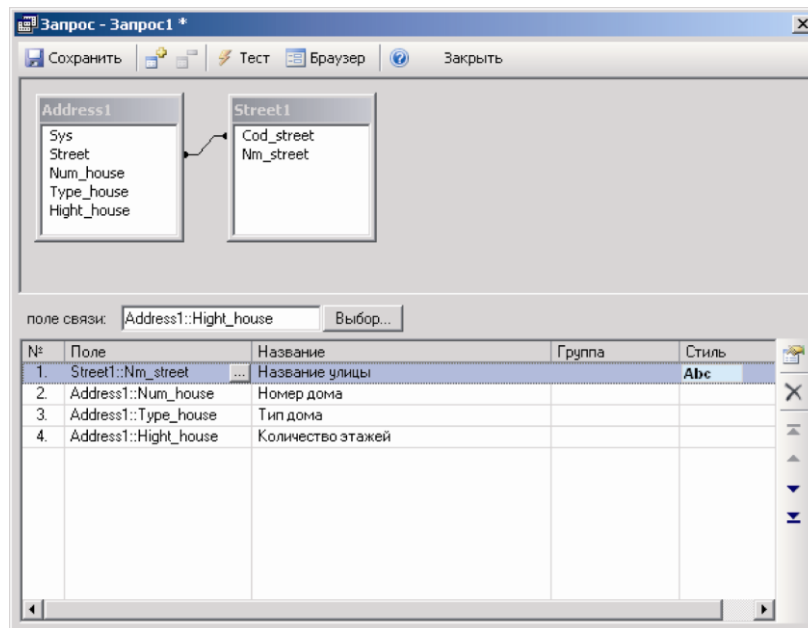 Запрос - Запрос1 *
Сохранить Тест Браузер Закрыть
Address1 Street1
Sys Cod_street
Street Nm_street
Num_house
Type_house
Hight_house
поле связи: Address1::Hight_house Выбор...
№ Поле Название Группа Стиль
1. Street1::Nm_street ... Название улицы Abc
2. Address1::Num_house Номер дома
3. Address1::Type_house Тип дома
4. Address1::Hight_house Количество этажей